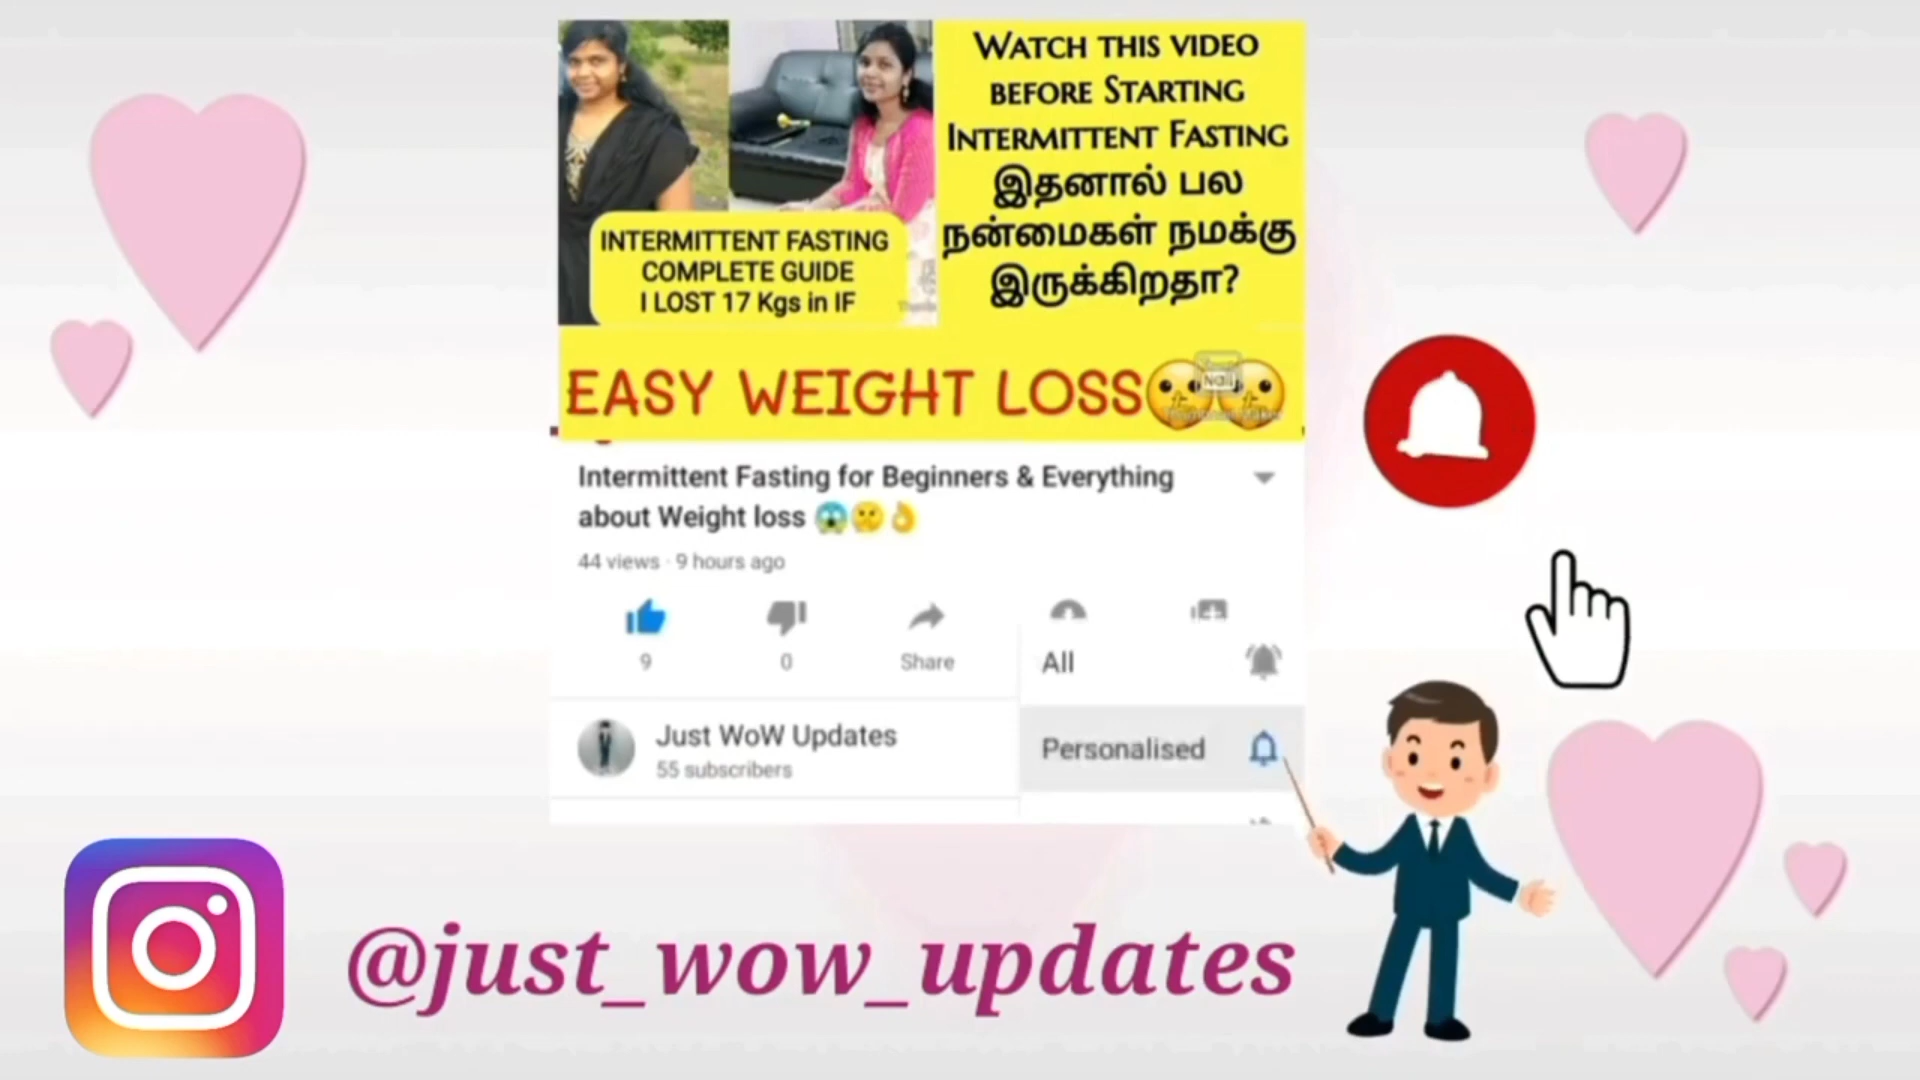 WATCH THIS VIDEO
BEFORE STARTING
INTERMITTENT FASTING
இதனால் பல
நன்மைகள் நமக்கு
இருக்கிறதா?
INTERMITTENT FASTING
COMPLETE GUIDE
I LOST 17 Kgs in IF
EASY WEIGHT LOSS
Intermittent Fasting for Beginners & Everything
about Weight loss 😱🤫👌
44 views · 9 hours ago
9
0
Share
All
Just WoW Updates
55 subscribers
Personalised
@just_wow_updates